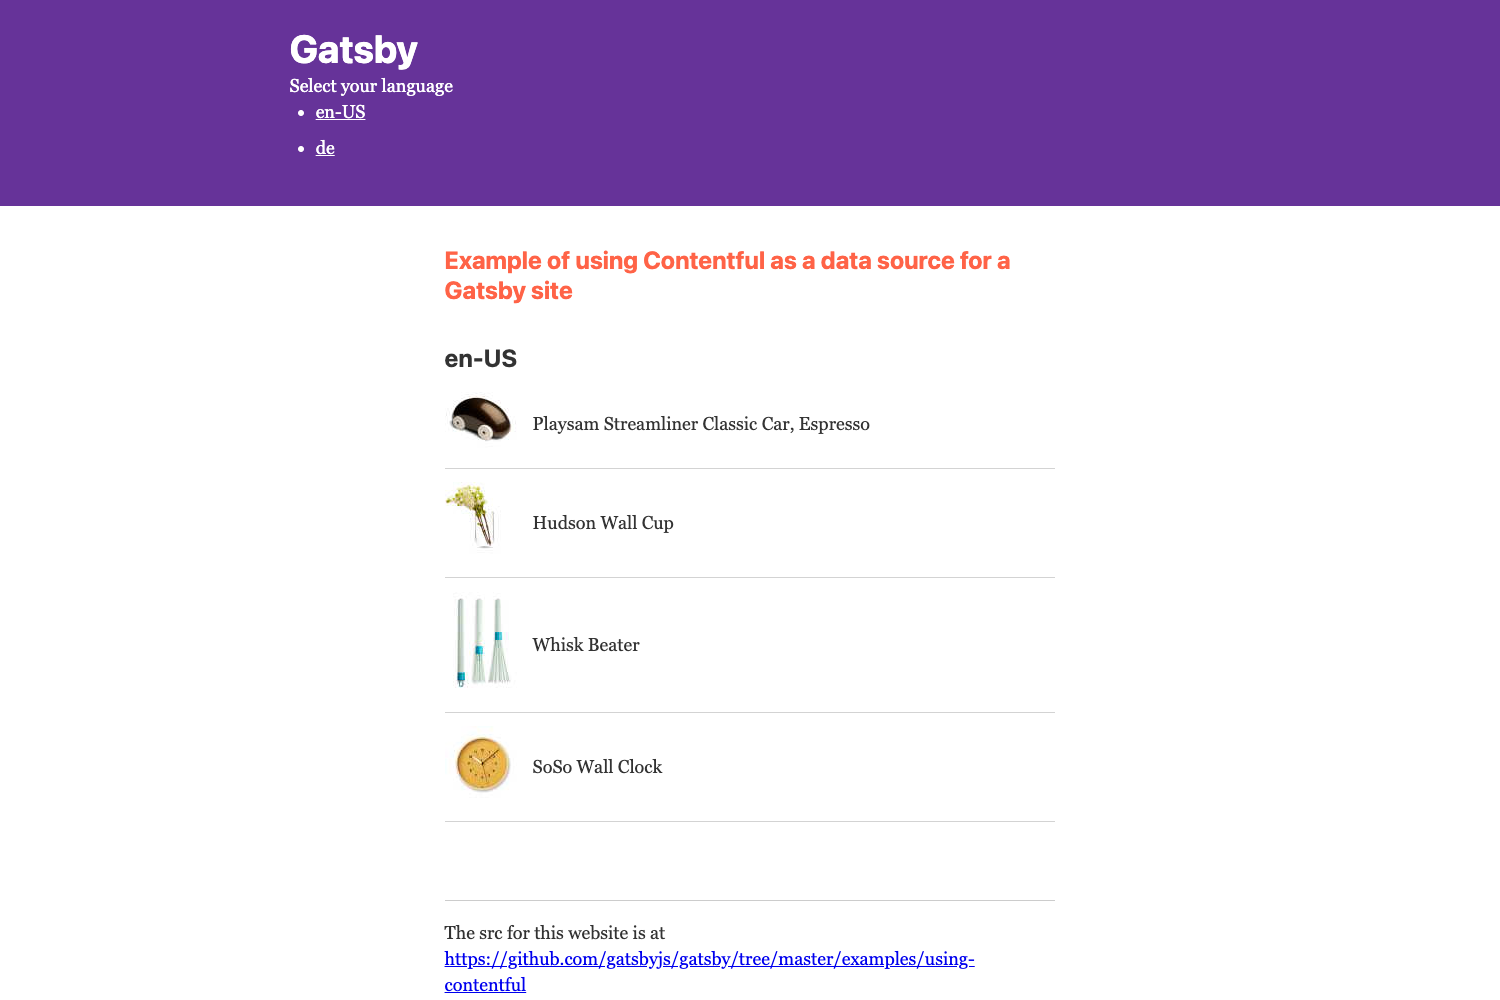 Gatsby
Select your language
en-US
de
Example of using Contentful as a data source for a
Gatsby site
en-US
Playsam Streamliner Classic Car, Espresso
Hudson Wall Cup
Whisk Beater
SoSo Wall Clock
The src for this website is at
https://github.com/gatsbyjs/gatsby/tree/master/examples/using-
contentful